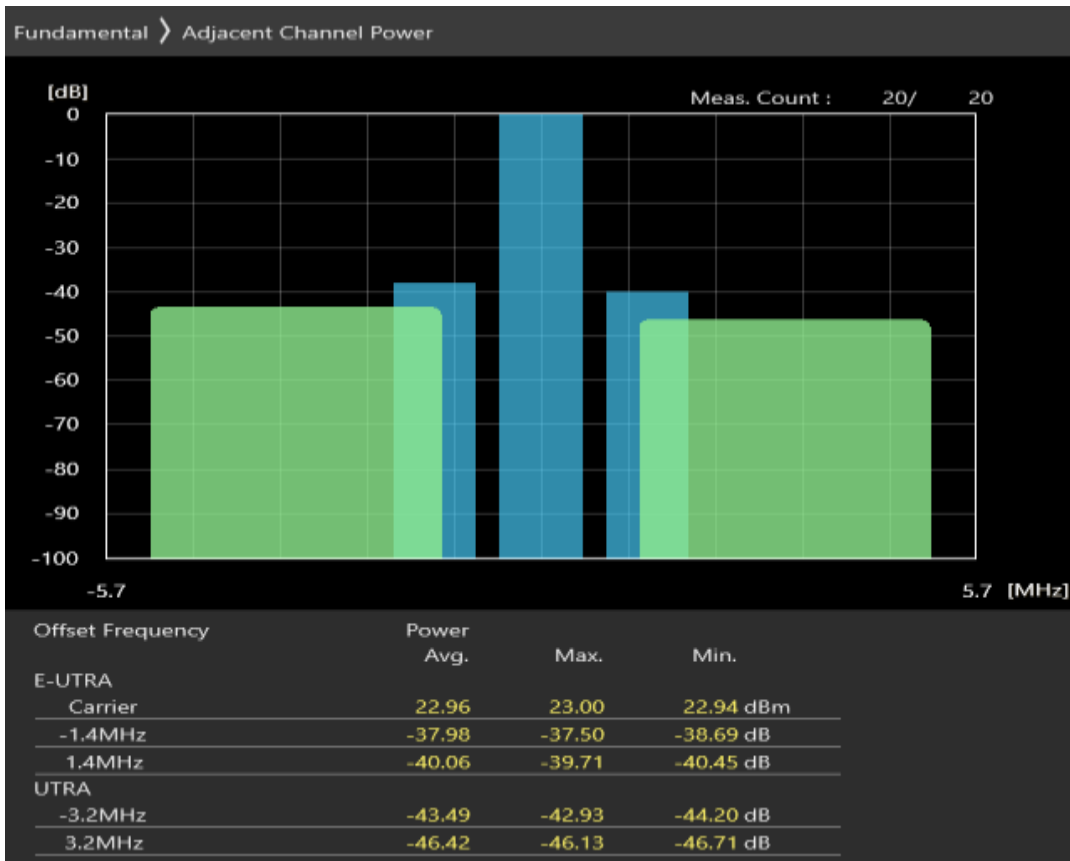 Fundamental 〉 Adjacent Channel Power
[dB]
Meas. Count : 20/ 20
0
-10
-20
-30
-40
-50
-60
-70
-80
-90
-100
-5.7 5.7 [MHz]
Offset Frequency Power
Avg. Max. Min.
E-UTRA
Carrier 22.96 23.00 22.94 dBm
-1.4MHz -37.98 -37.50 -38.69 dB
1.4MHz -40.06 -39.71 -40.45 dB
UTRA
-3.2MHz -43.49 -42.93 -44.20 dB
3.2MHz -46.42 -46.13 -46.71 dB